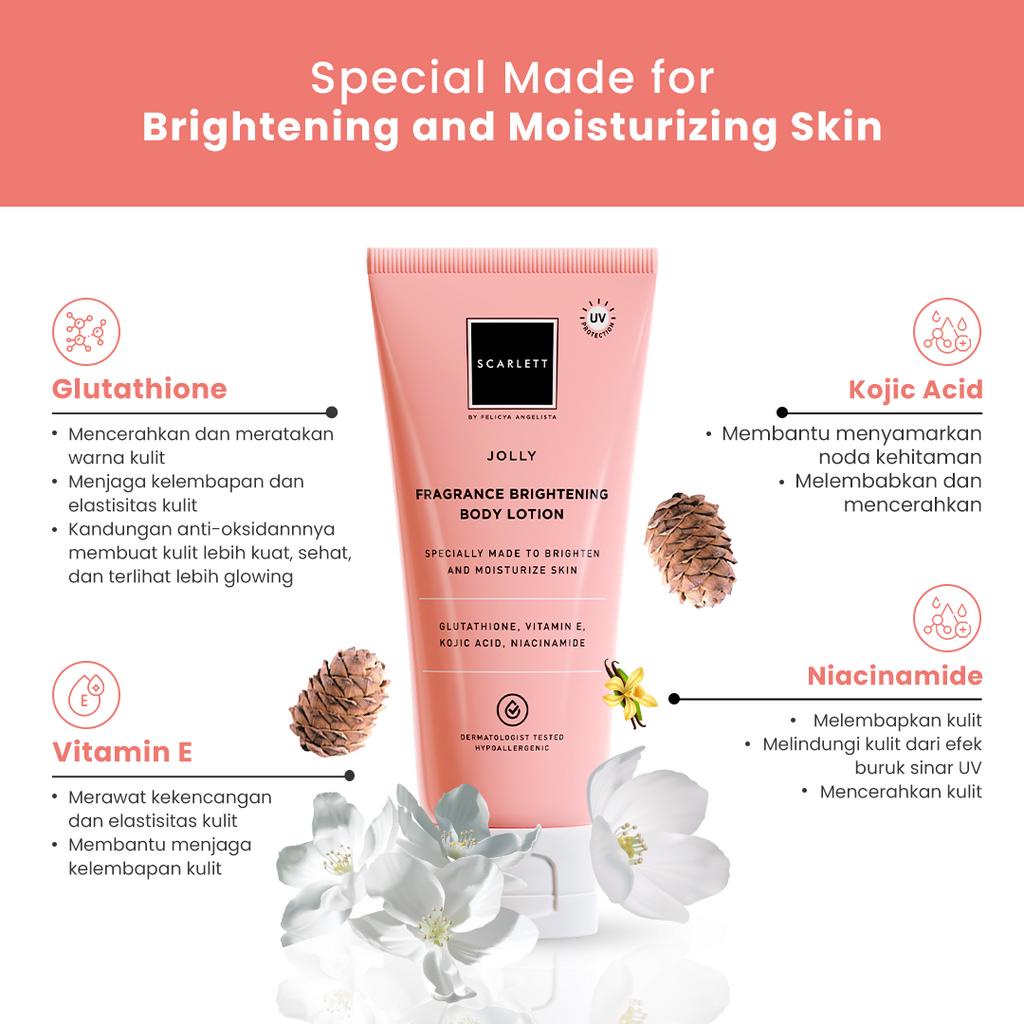 Special Made for
Brightening and Moisturizing Skin
UV
PROTECTION
SCARLETT
BY FELICYA ANGELISTA
JOLLY
FRAGRANCE BRIGHTENING
BODY LOTION
SPECIALLY MADE TO BRIGHTEN
AND MOISTURIZE SKIN
GLUTATHIONE, VITAMIN E,
KOJIC ACID, NIACINAMIDE
DERMATOLOGIST TESTED
HYPOALLERGENIC
Glutathione
• Mencerahkan dan meratakan
warna kulit
• Menjaga kelembapan dan
elastisitas kulit
• Kandungan anti-oksidannnya
membuat kulit lebih kuat, sehat,
dan terlihat lebih glowing
E
Vitamin E
• Merawat kekencangan
dan elastisitas kulit
• Membantu menjaga
kelembapan kulit
Kojic Acid
• Membantu menyamarkan
noda kehitaman
• Melembabkan dan
mencerahkan
Niacinamide
• Melembapkan kulit
• Melindungi kulit dari efek
buruk sinar UV
• Mencerahkan kulit